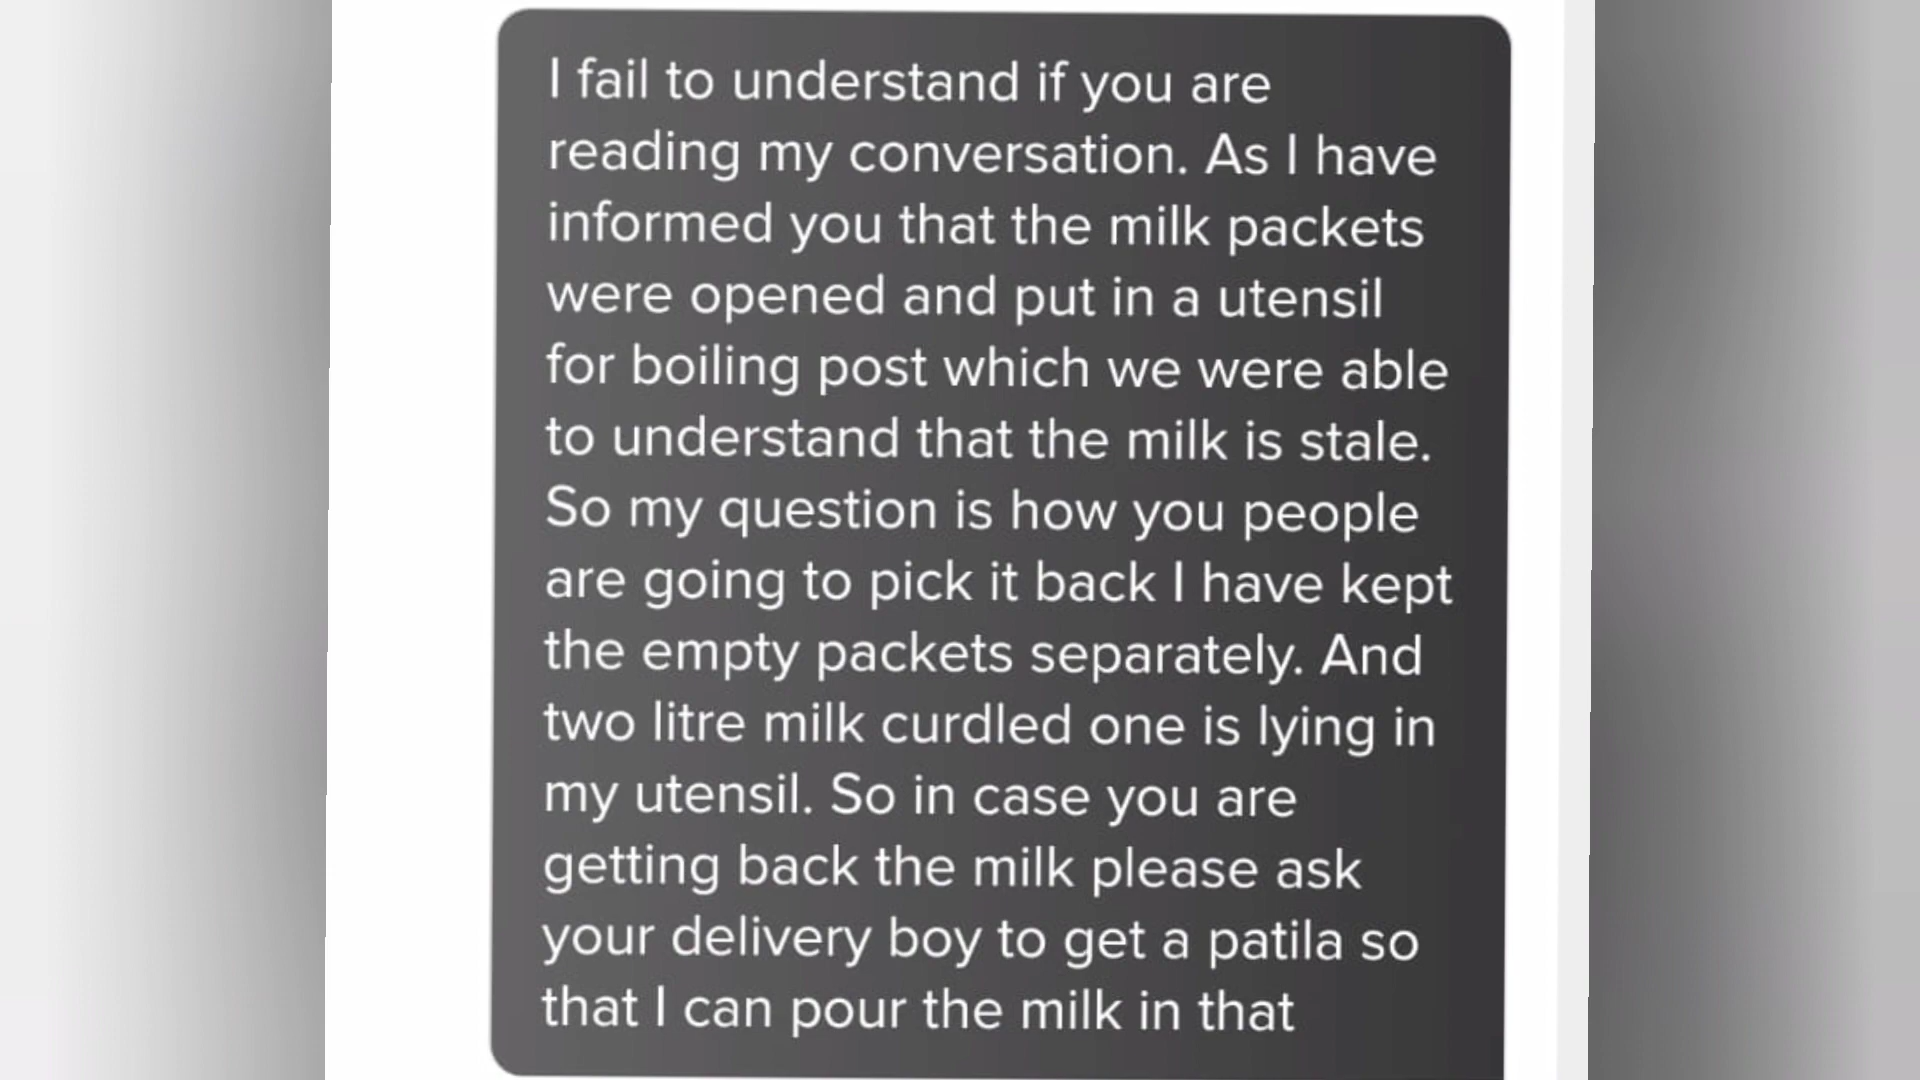 I fail to understand if you are
reading my conversation. As I have
informed you that the milk packets
were opened and put in a utensil
for boiling post which we were able
to understand that the milk is stale.
So my question is how you people
are going to pick it back I have kept
the empty packets separately. And
two litre milk curdled one is lying in
my utensil. So in case you are
getting back the milk please ask
your delivery boy to get a patila so
that I can pour the milk in that